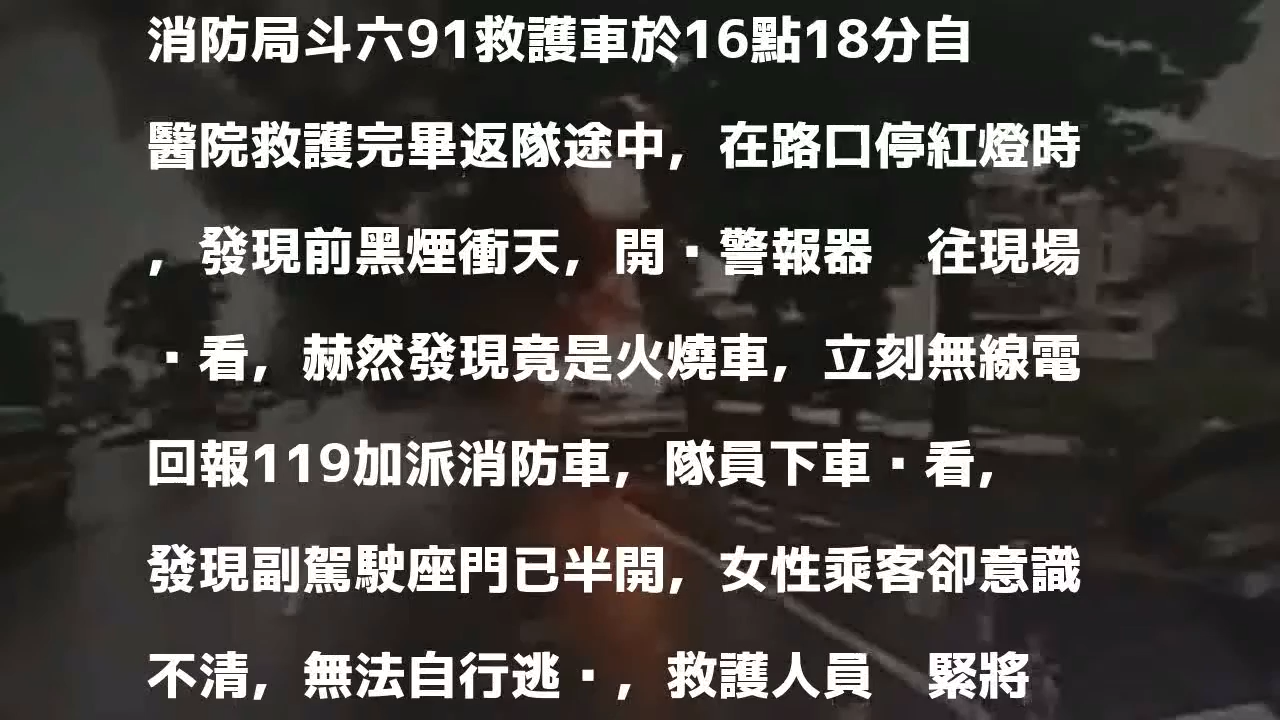 消防局斗六91救護車於16點18分自
醫院救護完畢返隊途中，在路口停紅燈時
，發現前黑煙衝天，開·警報器　往現場
·看，赫然發現竟是火燒車，立刻無線電
回報119加派消防車，隊員下車·看，
發現副駕駛座門已半開，女性乘客卻意識
不清，無法自行逃·，救護人員　緊將